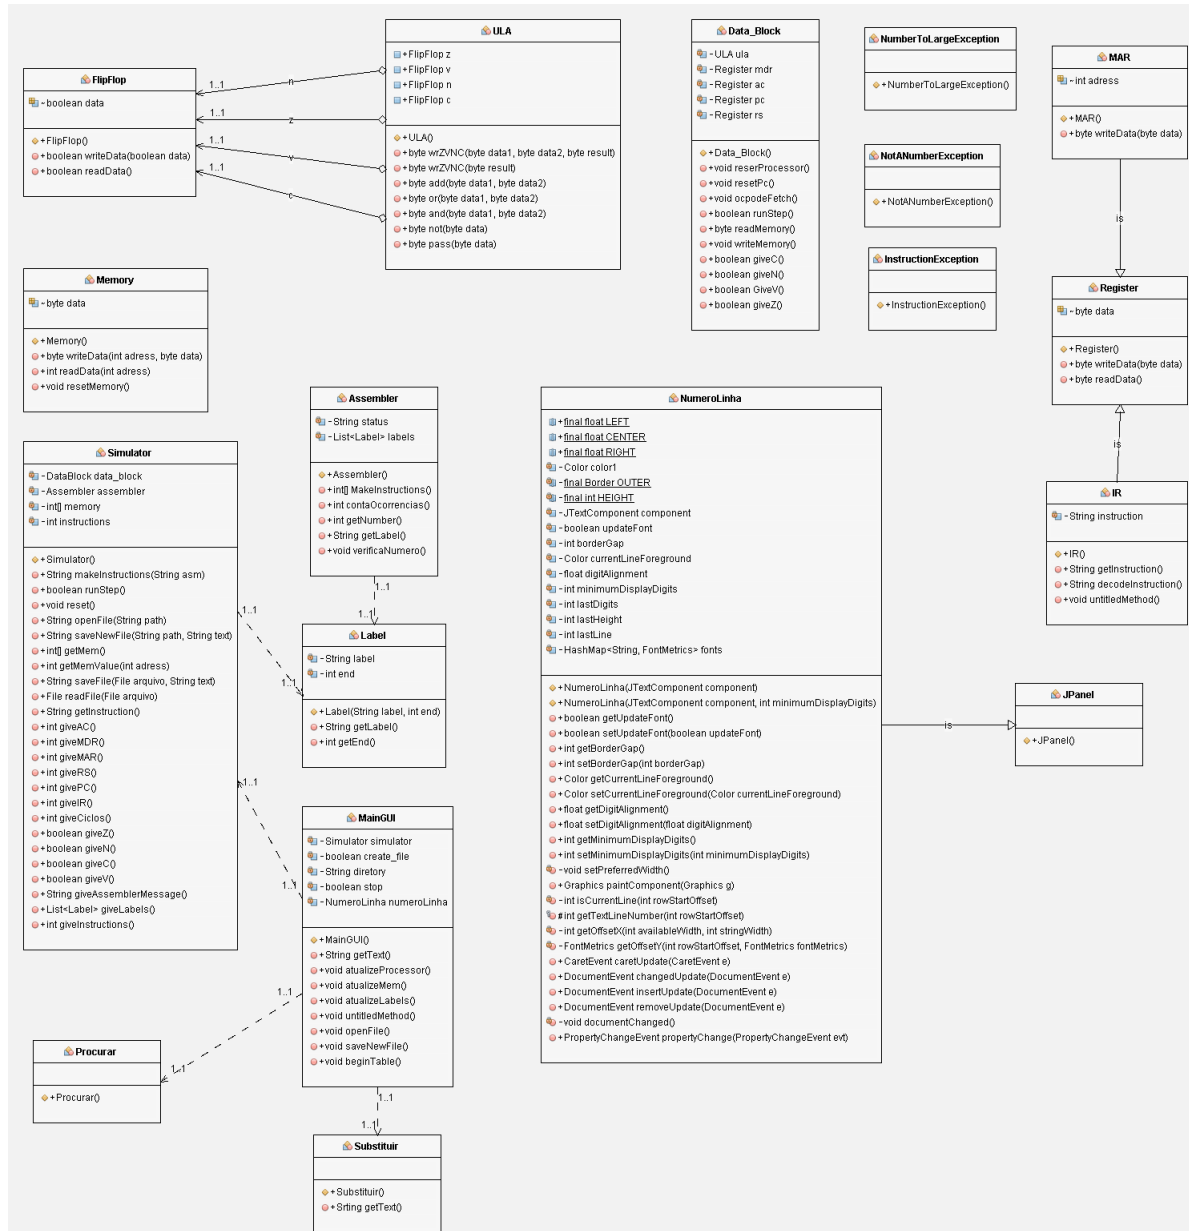 ULA
+FlipFlop z
+FlipFlop v
+FlipFlop n
+FlipFlop c
+ULA()
+byte wrZVNC(byte data1, byte data2, byte result)
+byte wrZVNC(byte result)
+byte add(byte data1, byte data2)
+byte or(byte data1, byte data2)
+byte and(byte data1, byte data2)
+byte not(byte data)
+byte pass(byte data)
FlipFlop
-boolean data
+FlipFlop()
+boolean writeData(boolean data)
+boolean readData()
1..1
n
1..1
z
1..1
v
1..1
c
Data_Block
-ULA ula
-Register mdr
-Register ac
-Register pc
-Register rs
+Data_Block()
+void reserProcessor()
+void resetPc()
+void ocpodeFetch()
+boolean runStep()
+byte readMemory()
+void writeMemory()
+boolean giveC()
+boolean giveN()
+boolean GiveV()
+boolean giveZ()
NumberToLargeException
+NumberToLargeException()
NotANumberException
+NotANumberException()
InstructionException
+InstructionException()
MAR
-int adress
+MAR()
+byte writeData(byte data)
is
Register
-byte data
+Register()
+byte writeData(byte data)
+byte readData()
is
IR
-String instruction
+IR()
+String getInstruction()
+String decodeInstruction()
+void untitledMethod()
Memory
-byte data
+Memory()
+byte writeData(int adress, byte data)
+int readData(int adress)
+void resetMemory()
Assembler
-String status
-List<Label> labels
+Assembler()
+int[] MakeInstructions()
+int contaOcorrencias()
+int getNumber()
+String getLabel()
+void verificaNumero()
1..1
1..1
Label
-String label
-int end
+Label(String label, int end)
+String getLabel()
+int getEnd()
Simulator
-DataBlock data_block
-Assembler assembler
-int[] memory
-int instructions
+Simulator()
+String makeInstructions(String asm)
+boolean runStep()
+void reset()
+String openFile(String path)
+String saveNewFile(String path, String text)
+int[] getMem()
+int getMemValue(int adress)
+String saveFile(File arquivo, String text)
+File readFile(File arquivo)
+String getInstruction()
+int giveAC()
+int giveMDR()
+int giveMAR()
+int giveRS()
+int givePC()
+int giveIR()
+int giveCiclos()
+boolean giveZ()
+boolean giveN()
+boolean giveC()
+boolean giveV()
+String giveAssemblerMessage()
+List<Label> giveLabels()
+int giveInstructions()
1..1
1..1
1..1
1..1
MainGUI
-Simulator simulator
-boolean create_file
-String diretory
-boolean stop
-NumeroLinha numeroLinha
+MainGUI()
+String getText()
+void atualizeProcessor()
+void atualizeMem()
+void atualizeLabels()
+void untitledMethod()
+void openFile()
+void saveNewFile()
+void beginTable()
1..1
1..1
Procurar
+Procurar()
1..1
1..1
Substituir
+Substituir()
+Srting getText()
NumeroLinha
+final float LEFT
+final float CENTER
+final float RIGHT
-Color color1
-final Border OUTER
-final int HEIGHT
-JTextComponent component
-boolean updateFont
-int borderGap
-Color currentLineForeground
-float digitAlignment
-int minimumDisplayDigits
-int lastDigits
-int lastHeight
-int lastLine
-HashMap<String, FontMetrics> fonts
+NumeroLinha(JTextComponent component)
+NumeroLinha(JTextComponent component, int minimumDisplayDigits)
+boolean getUpdateFont()
+boolean setUpdateFont(boolean updateFont)
+int getBorderGap()
+int setBorderGap(int borderGap)
+Color getCurrentLineForeground()
+Color setCurrentLineForeground(Color currentLineForeground)
+float getDigitAlignment()
+float setDigitAlignment(float digitAlignment)
+int getMinimumDisplayDigits()
+int setMinimumDisplayDigits(int minimumDisplayDigits)
-void setPreferredWidth()
+Graphics paintComponent(Graphics g)
-int isCurrentLine(int rowStartOffset)
#int getTextLineNumber(int rowStartOffset)
-int getOffsetX(int availableWidth, int stringWidth)
-FontMetrics getOffsetY(int rowStartOffset, FontMetrics fontMetrics)
+CaretEvent caretUpdate(CaretEvent e)
+DocumentEvent changedUpdate(DocumentEvent e)
+DocumentEvent insertUpdate(DocumentEvent e)
+DocumentEvent removeUpdate(DocumentEvent e)
-void documentChanged()
+PropertyChangeEvent propertyChange(PropertyChangeEvent evt)
is
JPanel
+JPanel()